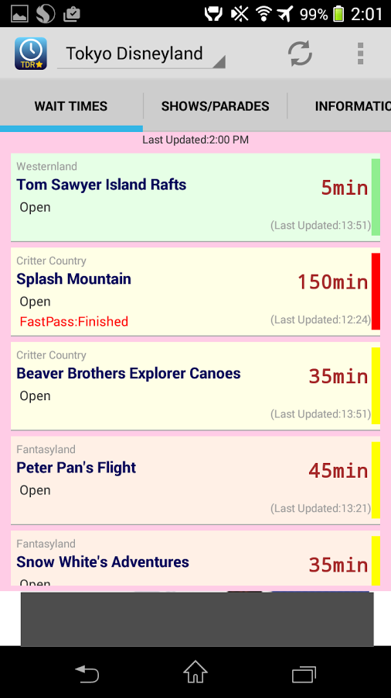 99% 2:01
TDR★
Tokyo Disneyland
WAIT TIMES SHOWS/PARADES INFORMATIC
Last Updated:2:00 PM
Westernland
Tom Sawyer Island Rafts
5min
Open
(Last Updated:13:51)
Critter Country
Splash Mountain
150min
Open
FastPass:Finished
(Last Updated:12:24)
Critter Country
Beaver Brothers Explorer Canoes
35min
Open
(Last Updated:13:51)
Fantasyland
Peter Pan's Flight
45min
Open
(Last Updated:13:21)
Fantasyland
Snow White's Adventures
35min
Open